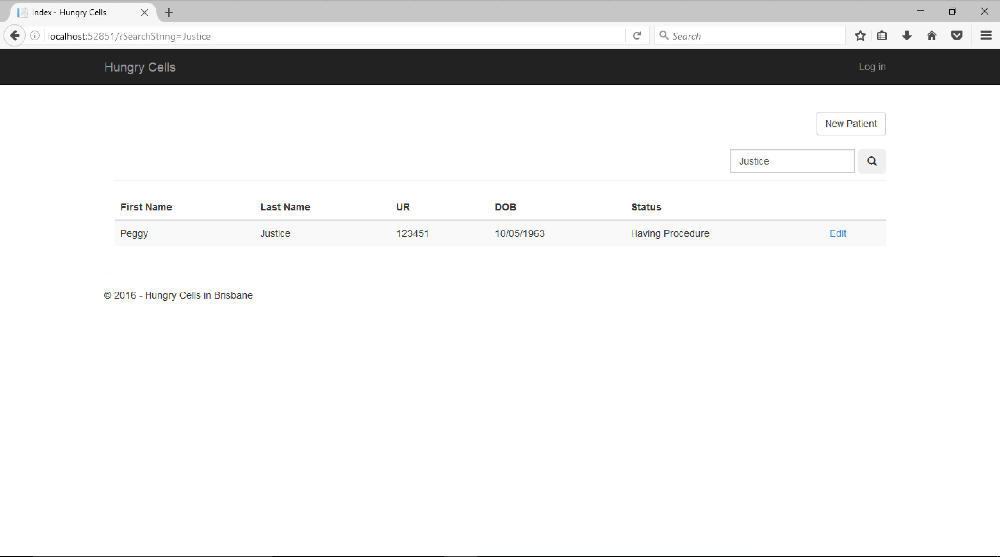 Index - Hungry Cells
localhost:52851/?SearchString=Justice
Search
Hungry Cells
Log in
New Patient
Justice
First Name Last Name UR DOB Status
Peggy Justice 123451 10/05/1963 Having Procedure Edit
© 2016 - Hungry Cells in Brisbane